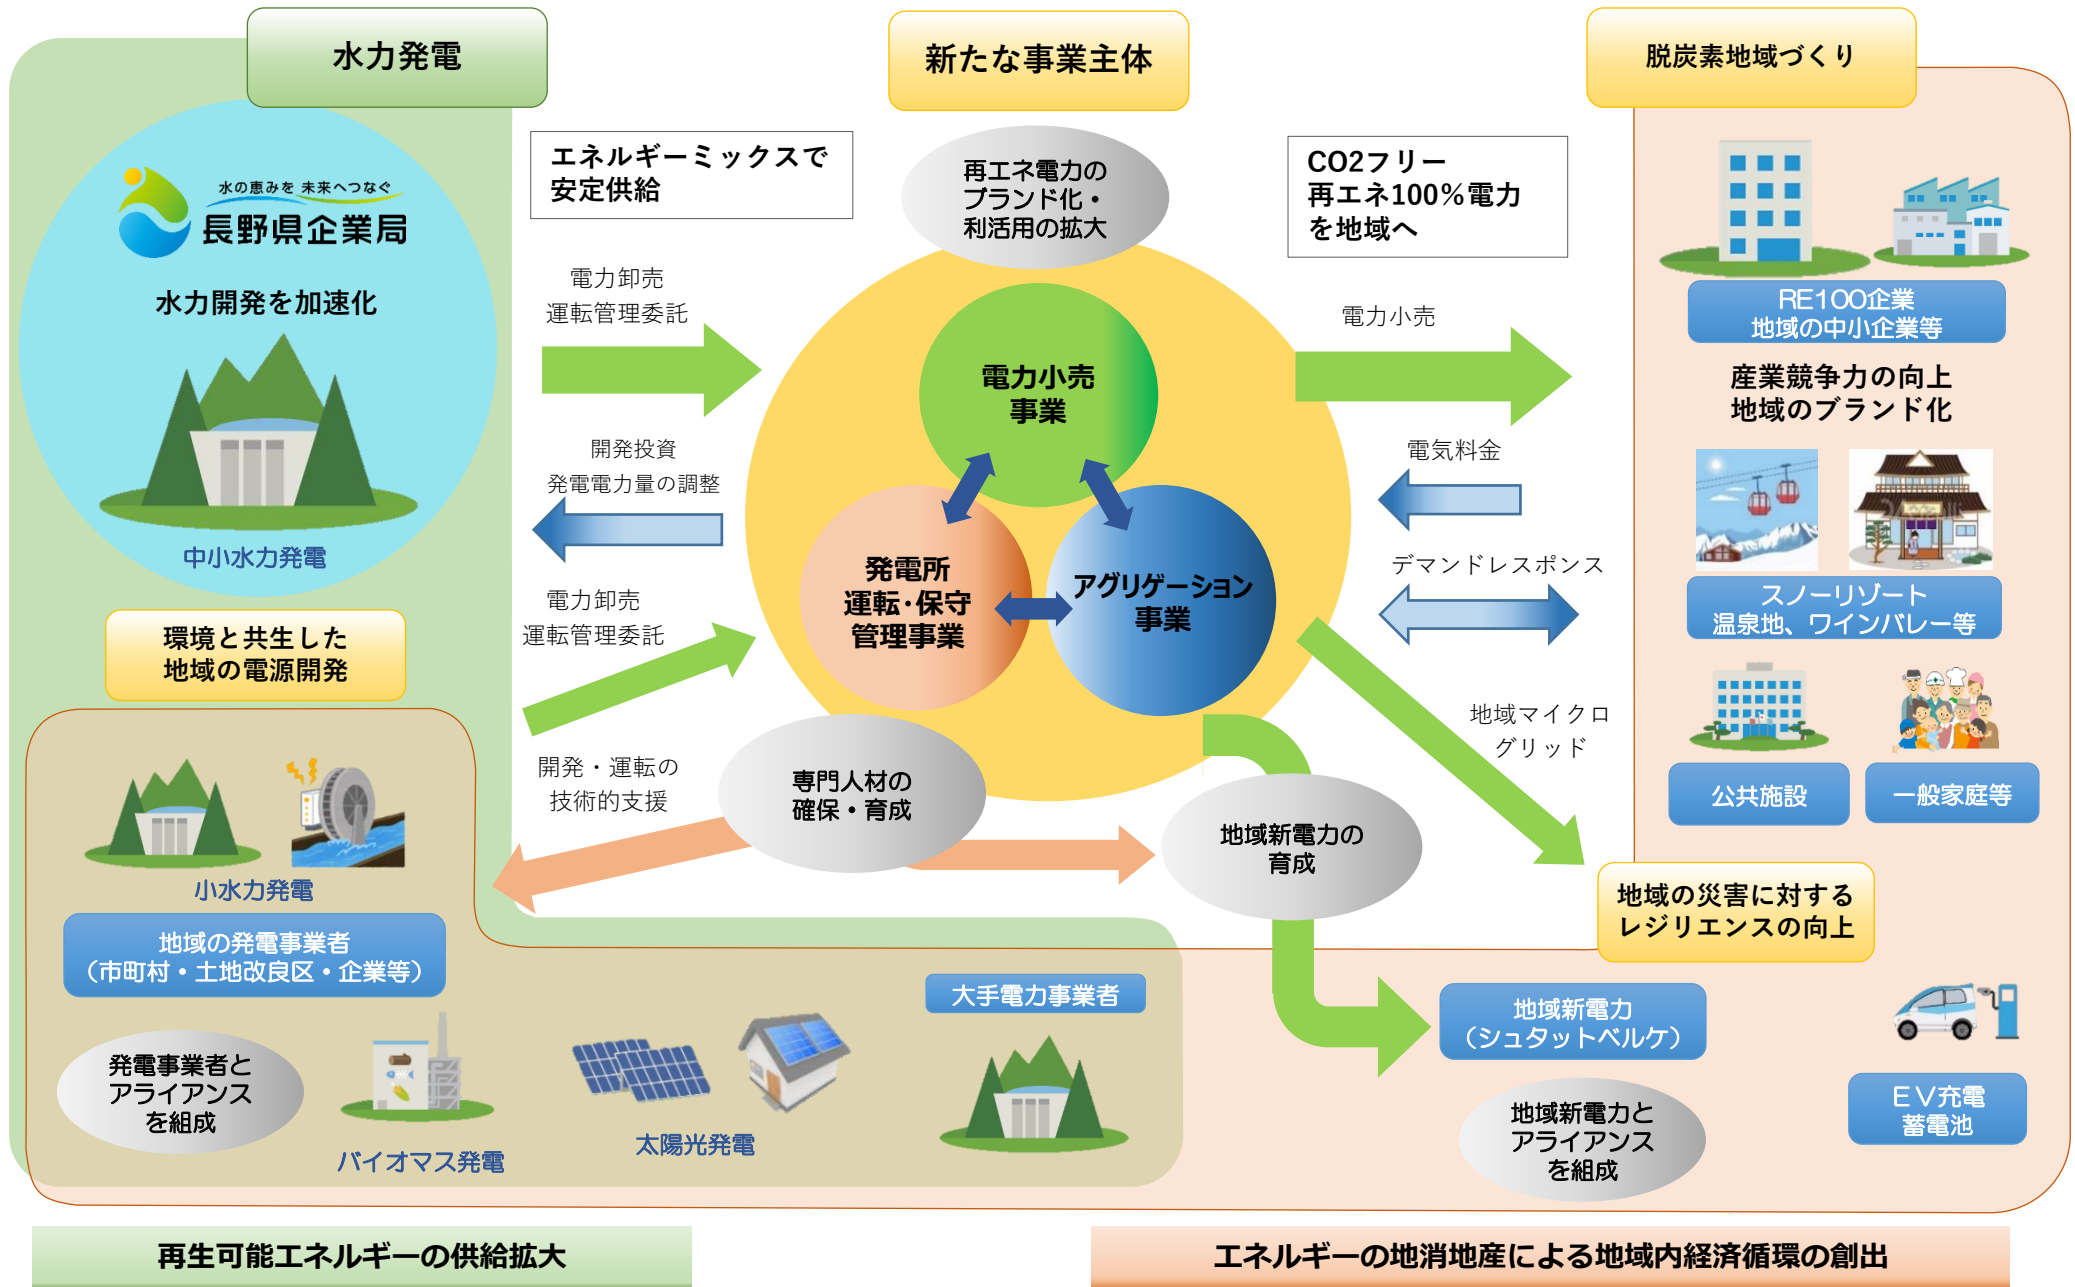 水力発電
新たな事業主体
脱炭素地域づくり
水の恵みを 未来へつなぐ
長野県企業局
水力開発を加速化
中小水力発電
エネルギーミックスで
安定供給
再エネ電力の
ブランド化・
利活用の拡大
CO2フリー
再エネ100%電力
を地域へ
電力卸売
運転管理委託
開発投資
発電電力量の調整
電力卸売
運転管理委託
開発・運転の
技術的支援
電力小売
事業
発電所
運転・保守
管理事業
アグリゲーション
事業
専門人材の
確保・育成
地域新電力の
育成
電力小売
電気料金
デマンドレスポンス
地域マイクロ
グリッド
RE100企業
地域の中小企業等
産業競争力の向上
地域のブランド化
スノーリゾート
温泉地、ワインバレー等
公共施設
一般家庭等
地域の災害に対する
レジリエンスの向上
環境と共生した
地域の電源開発
小水力発電
地域の発電事業者
（市町村・土地改良区・企業等）
発電事業者と
アライアンス
を組成
バイオマス発電
太陽光発電
大手電力事業者
地域新電力
（シュタットベルケ）
地域新電力と
アライアンス
を組成
EV充電
蓄電池
再生可能エネルギーの供給拡大
エネルギーの地消地産による地域内経済循環の創出